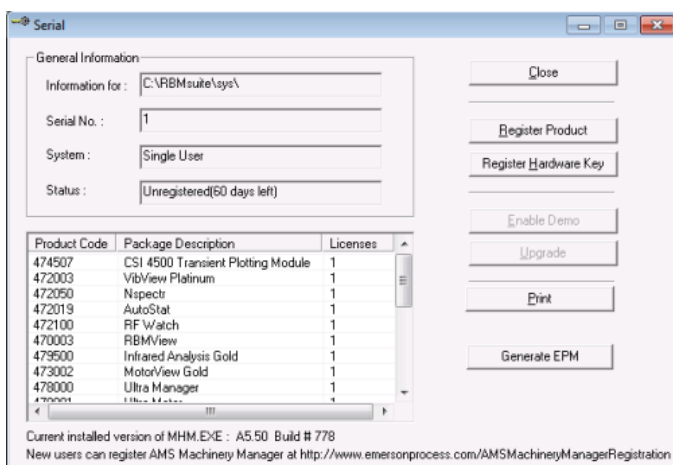 Serial
General Information
Information for : C:\RBMsuite\sys\
Serial No. : 1
System : Single User
Status : Unregistered(60 days left)
Close
Register Product
Register Hardware Key
Enable Demo
Upgrade
Print
Generate EPM
Product Code Package Description Licenses
474507 CSI 4500 Transient Plotting Module 1
472003 VibView Platinum 1
472050 Nspectr 1
472019 AutoStat 1
472100 RF Watch 1
470003 RBMView 1
479500 Infrared Analysis Gold 1
473002 MotorView Gold 1
478000 Ultra Manager 1
Current installed version of MHM.EXE : A5.50 Build # 778
New users can register AMS Machinery Manager at http://www.emersonprocess.com/AMSMachineryManagerRegistration